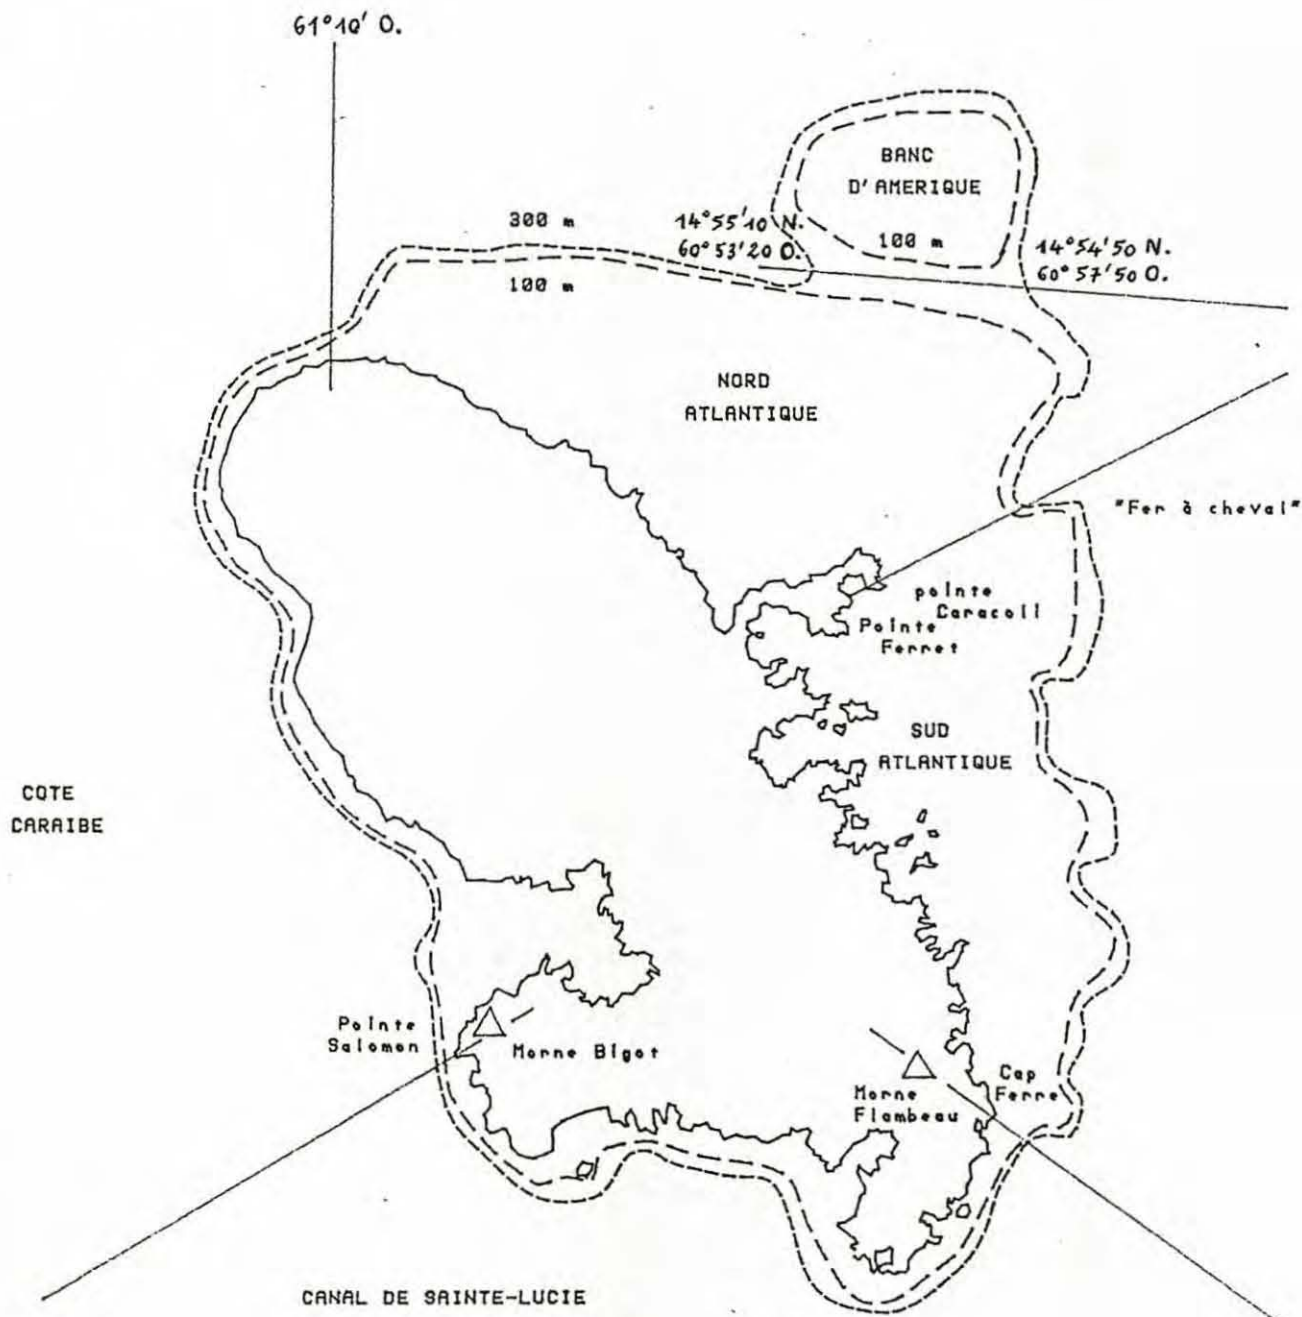 61°10' O.
BANC
D'AMERIQUE
300 m
14°55'10 N.
60°53'20 O.
100 m
14°54'50 N.
60°57'50 O.
100 m
NORD
ATLANTIQUE
"Fer à cheval"
pointe
Caracoli
Pointe
Ferret
SUD
ATLANTIQUE
COTE
CARAIBE
Pointe
Salomon
Morne Bigot
Cap
Ferre
Morne
Flambeau
CANAL DE SAINTE-LUCIE